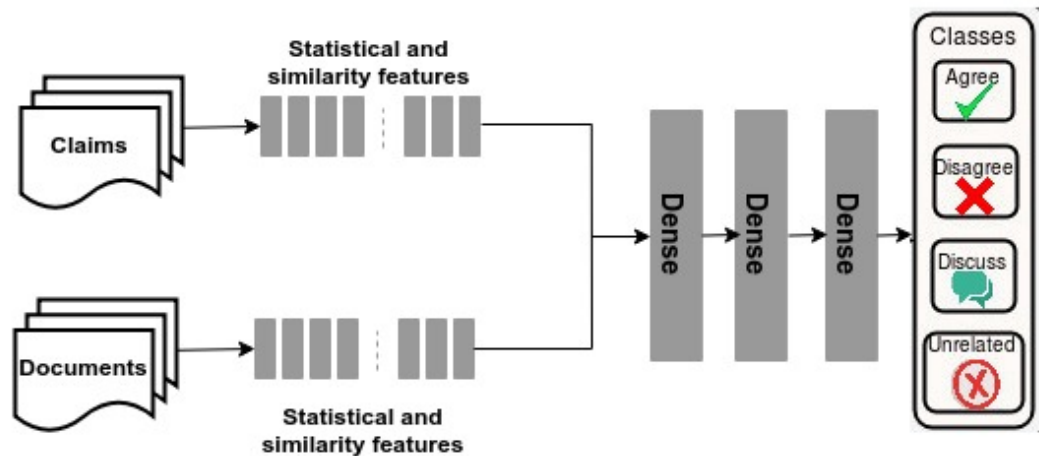 Statistical and
similarity features
Claims
Documents
Statistical and
similarity features
Dense
Dense
Dense
Classes
Agree
Disagree
Discuss
Unrelated